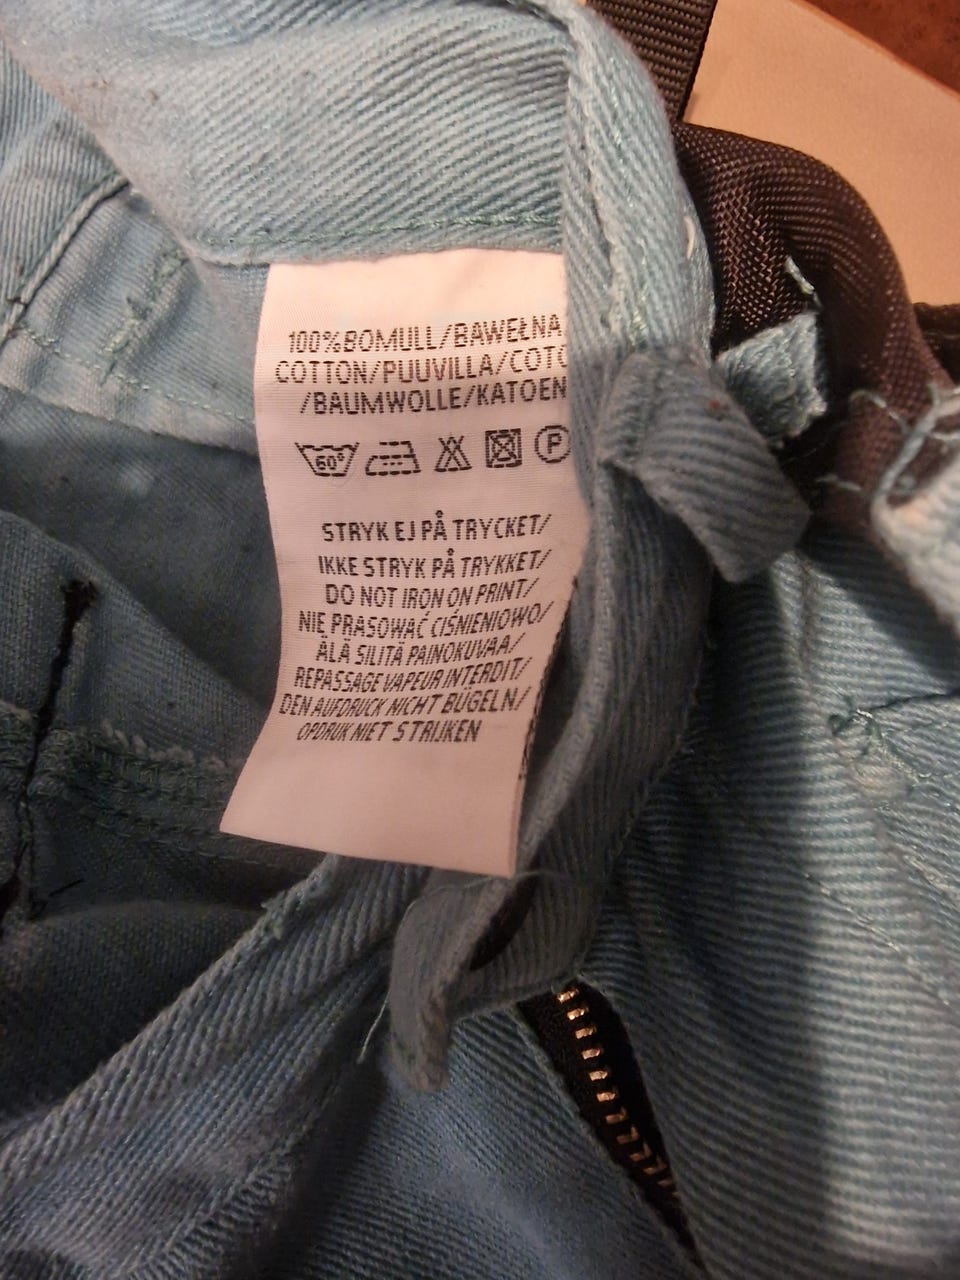 100% BOMULL/BAWEŁNA
COTTON/PUUVILLA/COTO
/BAUMWOLLE/KATOEN
60° P
STRYK EJ PÅ TRYCKET/
IKKE STRYK PÅ TRYKKET/
DO NOT IRON ON PRINT/
NIE PRASOWAĆ CIŚNIENIOWO/
ÄLÄ SILITÄ PAINOKUVAA/
REPASSAGE VAPEUR INTERDIT/
DEN AUFDRUCK NICHT BÜGELN/
OPDRUK NIET STRIJKEN